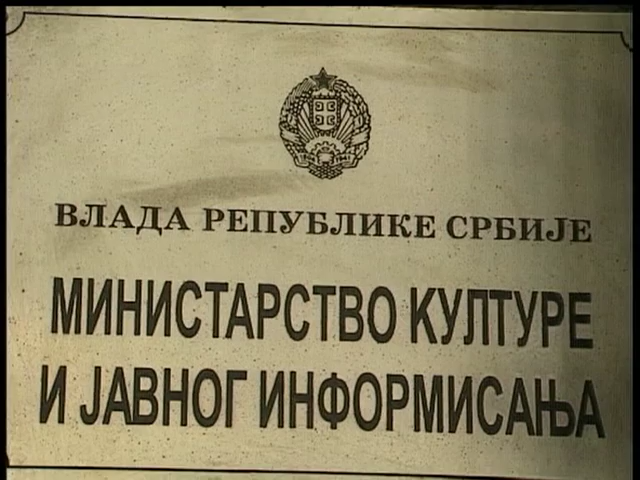 ВЛАДА РЕПУБЛИКЕ СРБИЈЕ
МИНИСТАРСТВО КУЛТУРЕ
И ЈАВНОГ ИНФОРМИСАЊА